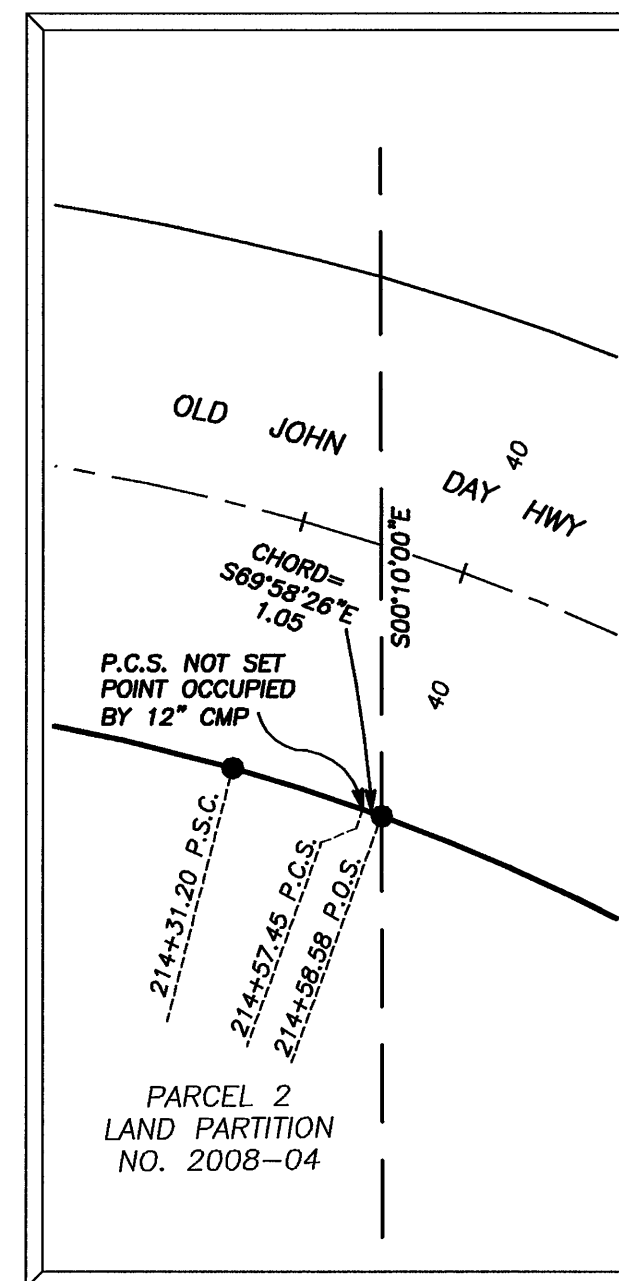 OLD JOHN DAY HWY
40
S00°10'00"E
CHORD=
S69°58'26"E
1.05
P.C.S. NOT SET
POINT OCCUPIED
BY 12" CMP
40
214+31.20 P.S.C.
214+57.45 P.C.S.
214+58.58 P.O.S.
PARCEL 2
LAND PARTITION
NO. 2008-04